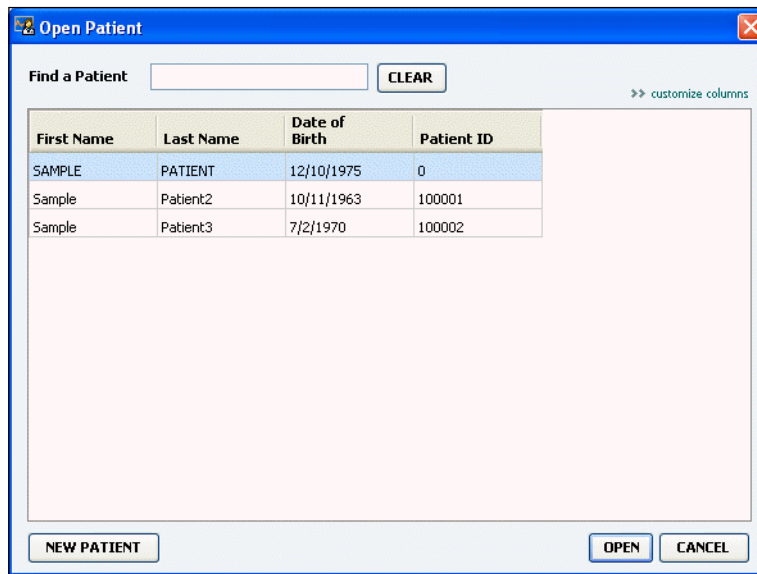 Open Patient
Find a Patient CLEAR
>> customize columns
First Name Last Name Date of Birth Patient ID
SAMPLE PATIENT 12/10/1975 0
Sample Patient2 10/11/1963 100001
Sample Patient3 7/2/1970 100002
NEW PATIENT OPEN CANCEL